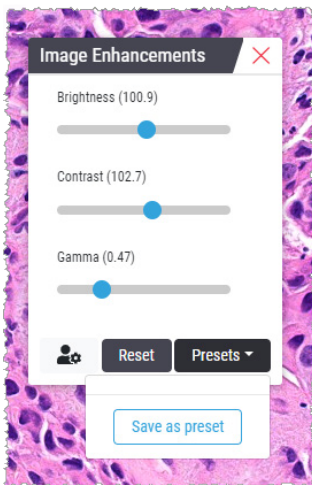 Image Enhancements
Brightness (100.9)
Contrast (102.7)
Gamma (0.47)
Reset Presets
Save as preset